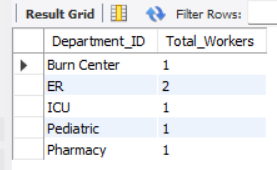 Result Grid Filter Rows:
Department_ID Total_Workers
Burn Center 1
ER 2
ICU 1
Pediatric 1
Pharmacy 1